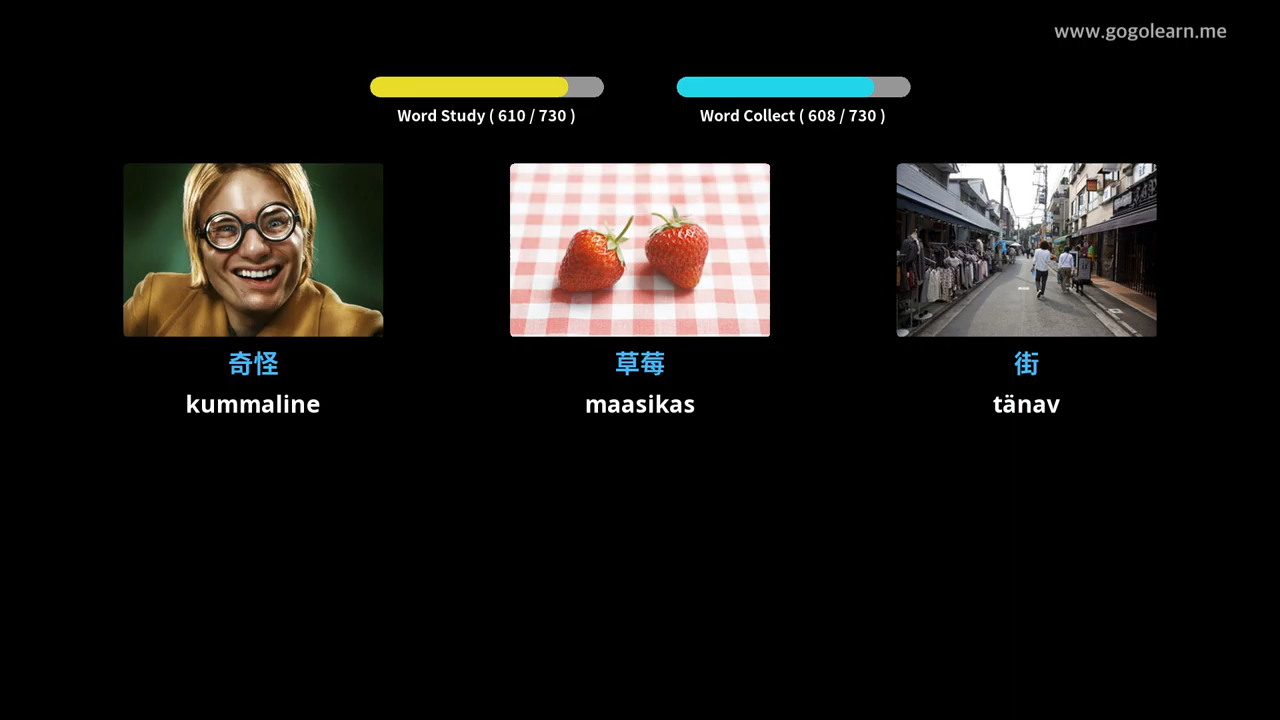 www.gogolearn.me
Word Study ( 610 / 730 )
Word Collect ( 608 / 730 )
奇怪
草莓
街
kummaline
maasikas
tänav